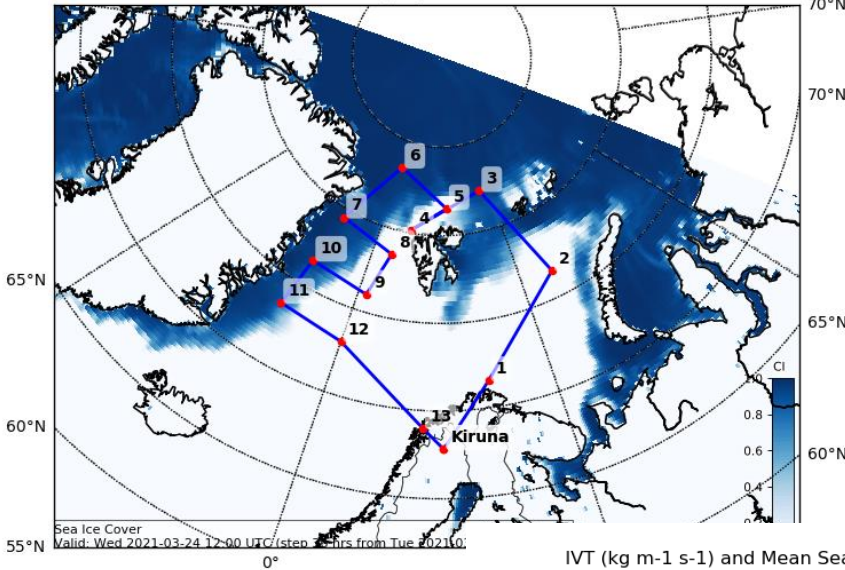 70°N
70°N
6
3
5
7
4
8
2
10
65°N
9
11
65°N
12
CI
1
0.8
13
0.6
Kiruna
60°N
60°N
0.4
Sea Ice Cover
Valid: Wed 2021-03-24 12:00 UTC (step hrs from Tue
55°N
0°
IVT (kg m-1 s-1) and Mean Sea